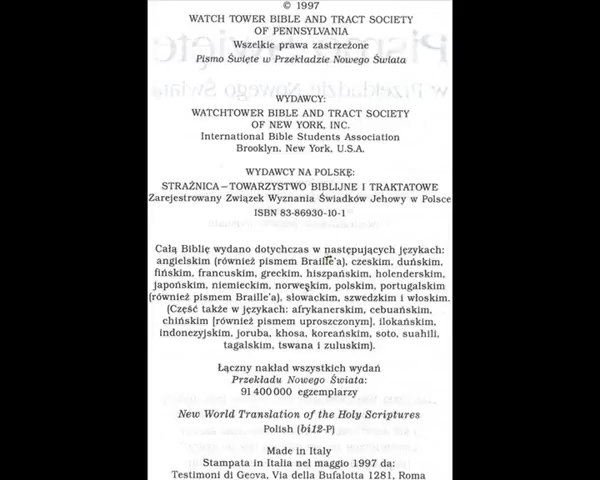 © 1997
WATCH TOWER BIBLE AND TRACT SOCIETY
OF PENNSYLVANIA
Wszelkie prawa zastrzeżone
Pismo Święte w Przekładzie Nowego Świata
WYDAWCY:
WATCHTOWER BIBLE AND TRACT SOCIETY
OF NEW YORK, INC.
International Bible Students Association
Brooklyn, New York, U.S.A.
WYDAWCY NA POLSKĘ:
STRAŻNICA – TOWARZYSTWO BIBLIJNE I TRAKTATOWE
Zarejestrowany Związek Wyznania Świadków Jehowy w Polsce
ISBN 83-86930-10-1
Całą Biblię wydano dotychczas w następujących językach:
angielskim (również pismem Braille'a), czeskim, duńskim,
fińskim, francuskim, greckim, hiszpańskim, holenderskim,
japońskim, niemieckim, norweskim, polskim, portugalskim
(również pismem Braille'a), słowackim, szwedzkim i włoskim.
(Część także w językach: afrykanerskim, cebuańskim,
chińskim [również pismem uproszczonym], ilokańskim,
indonezyjskim, joruba, khosa, koreańskim, soto, suahili,
tagalskim, tswana i zuluskim).
Łączny nakład wszystkich wydań
Przekładu Nowego Świata:
91 400 000 egzemplarzy
New World Translation of the Holy Scriptures
Polish (bi12-P)
Made in Italy
Stampata in Italia nel maggio 1997 da:
Testimoni di Geova, Via della Bufalotta 1281, Roma